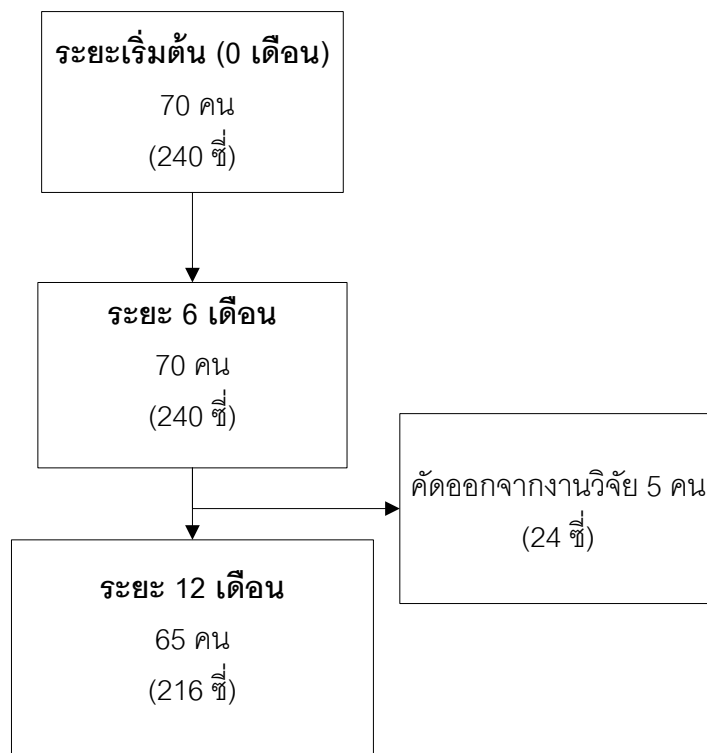 ระยะเริ่มต้น (0 เดือน)
70 คน
(240 ซี่)
ระยะ 6 เดือน
70 คน
(240 ซี่)
คัดออกจากงานวิจัย 5 คน
(24 ซี่)
ระยะ 12 เดือน
65 คน
(216 ซี่)